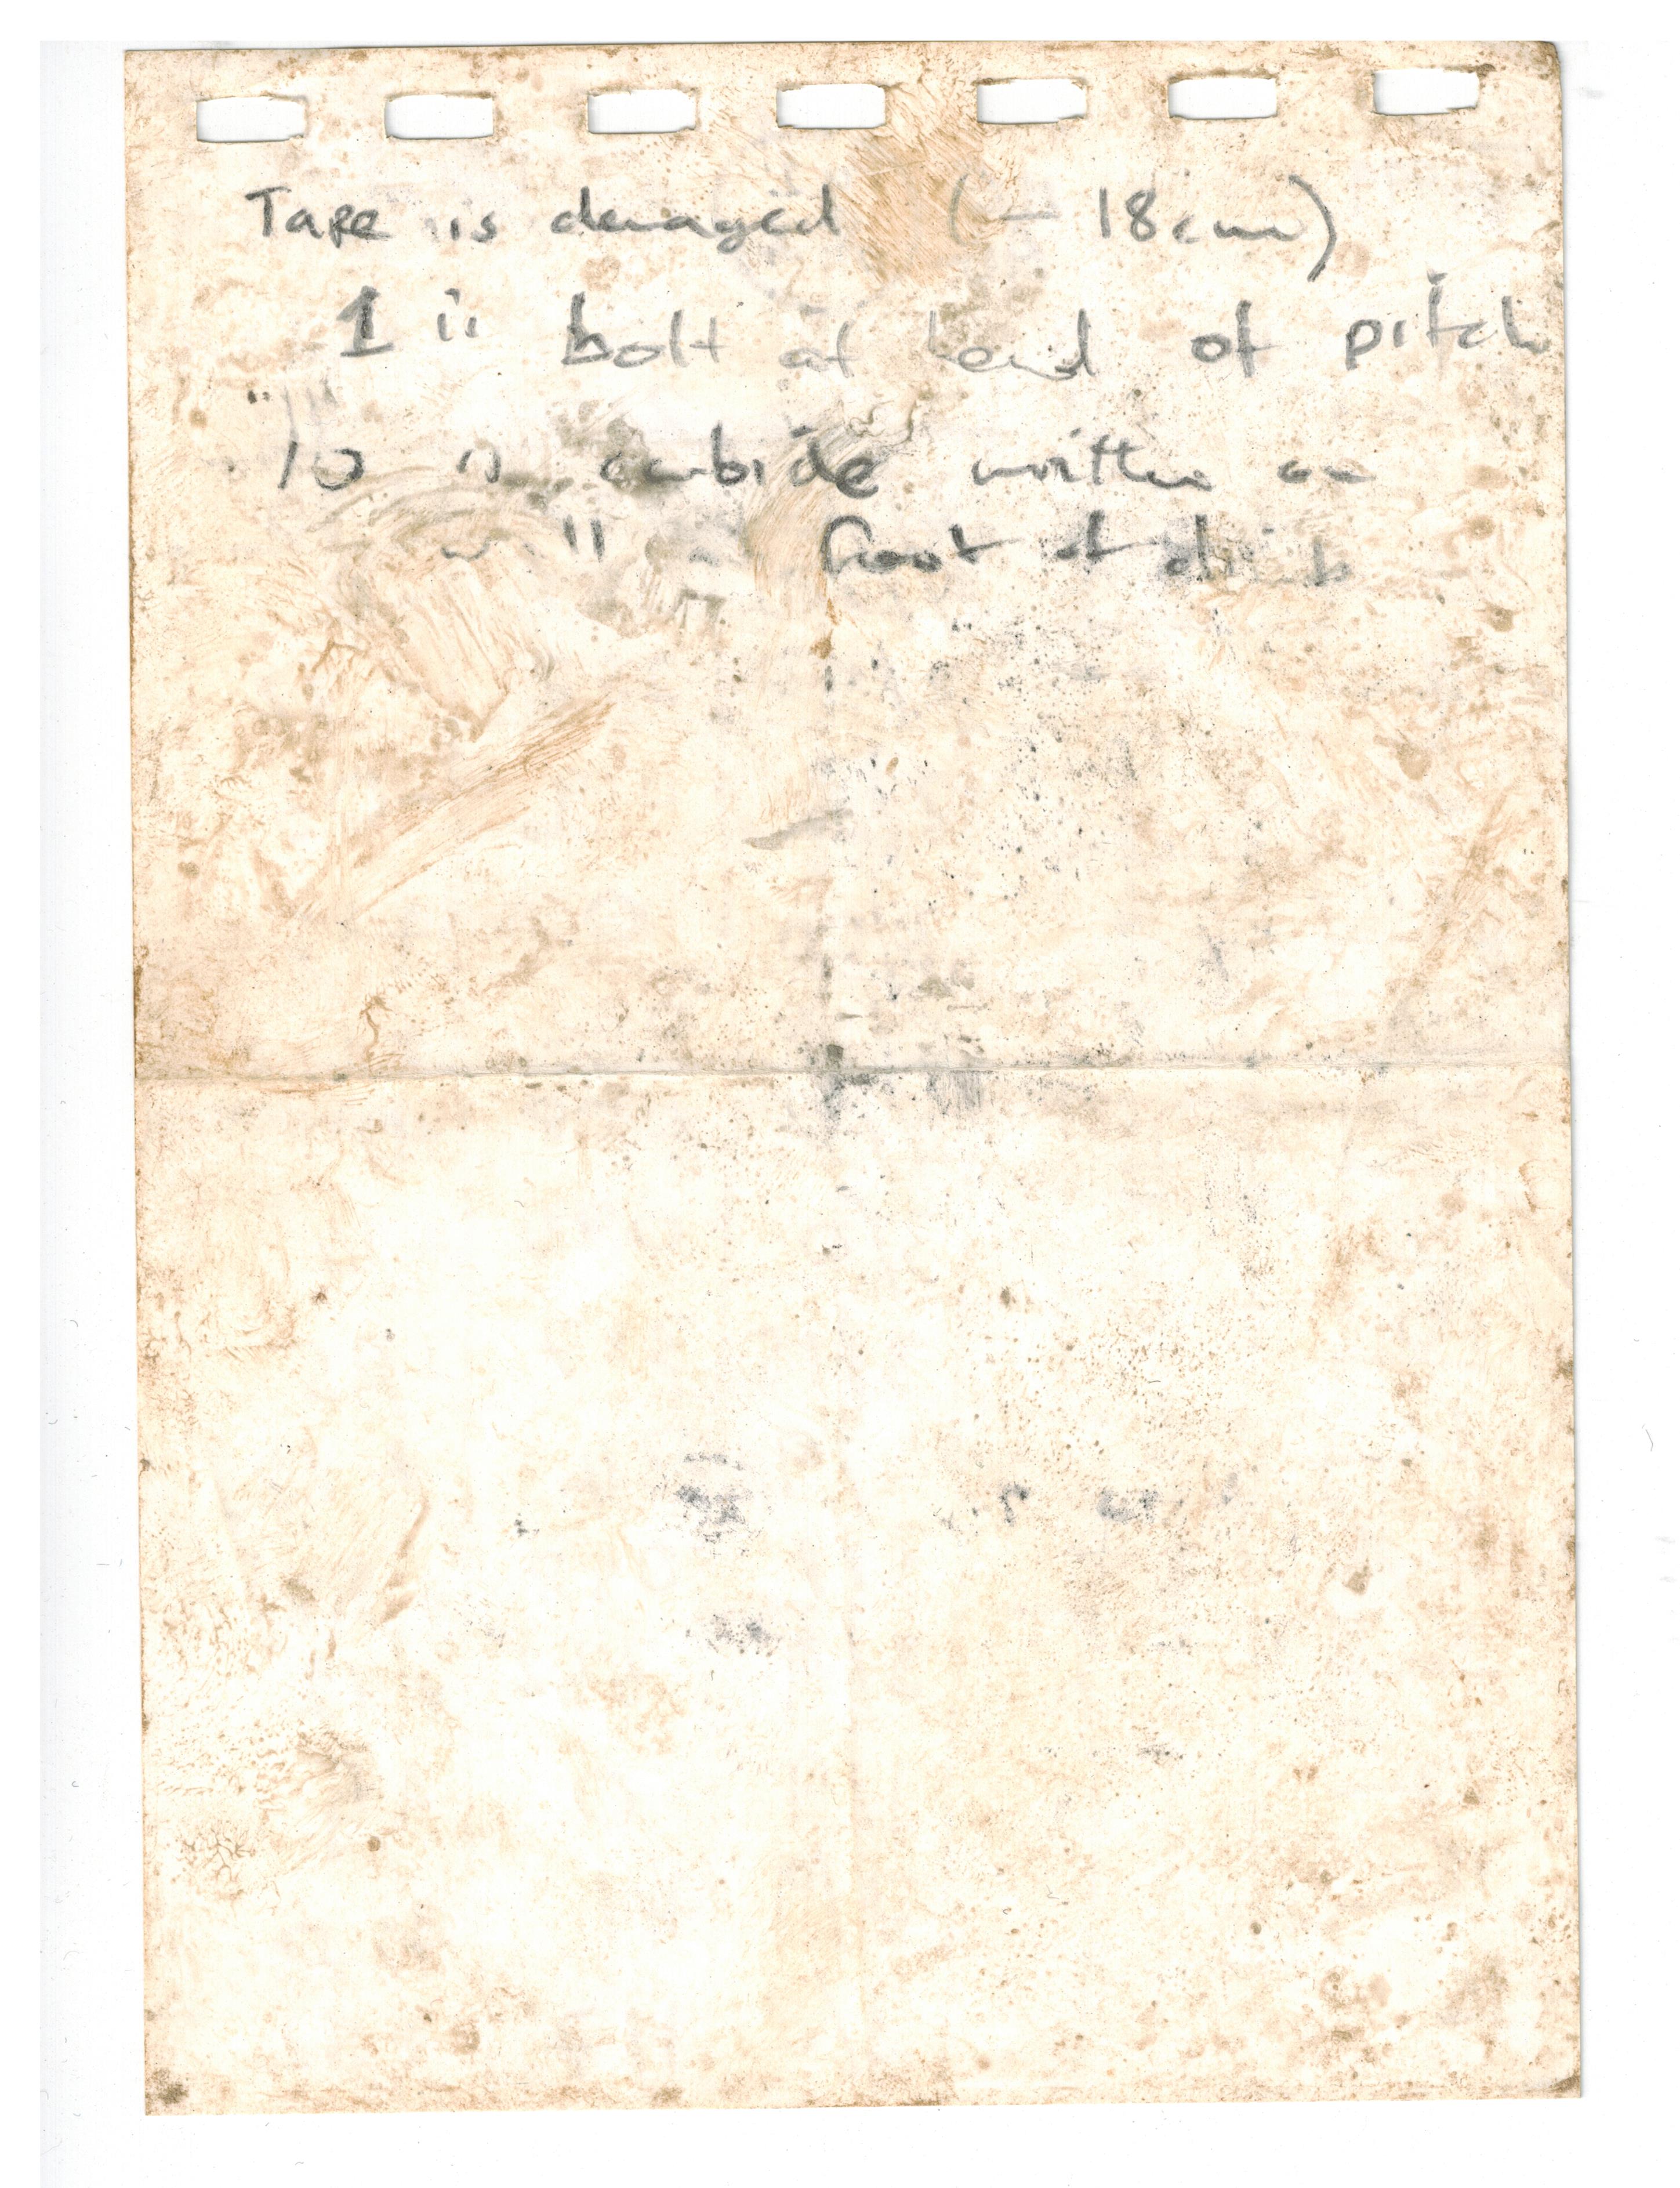 Tape is damaged (- 18cm)
1 is bolt at head of pitch
10 is carbide written on
wall foot of climb